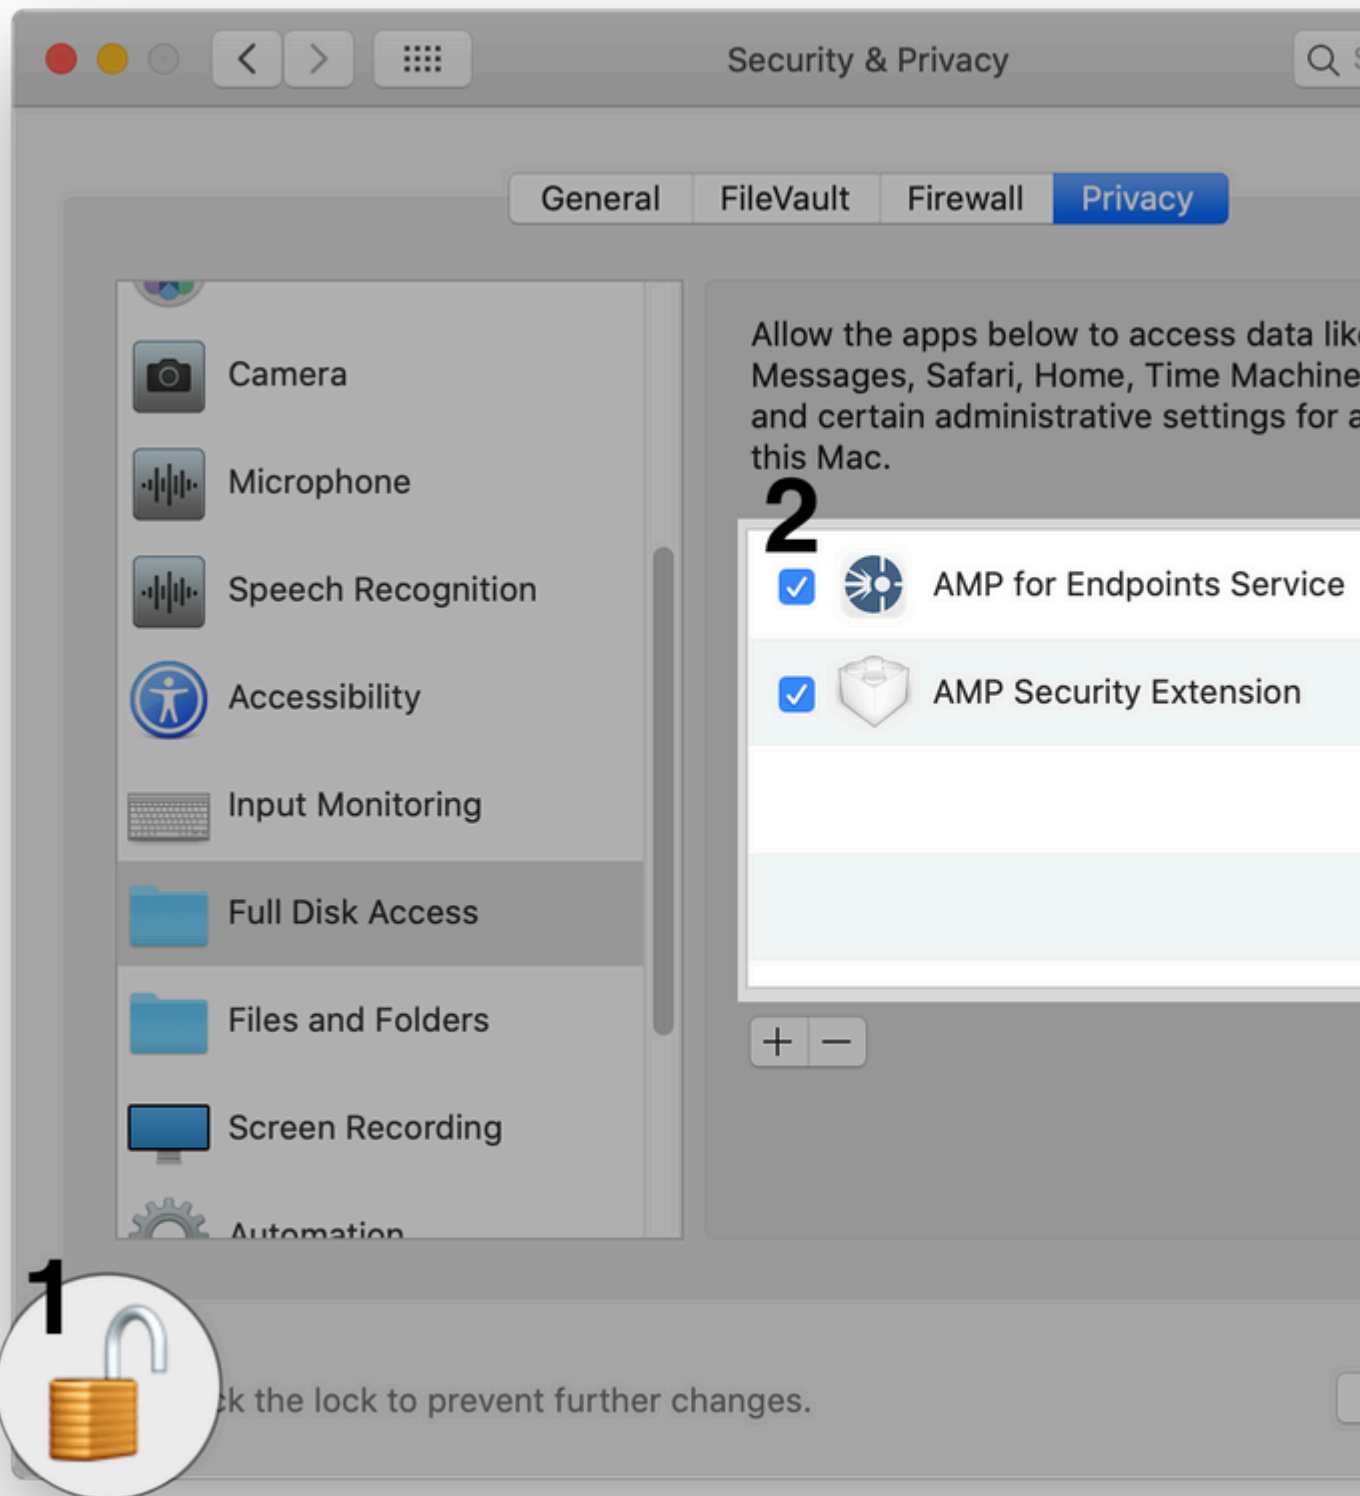 Security & Privacy
General FileVault Firewall Privacy
Camera
Microphone
Speech Recognition
Accessibility
Input Monitoring
Full Disk Access
Files and Folders
Screen Recording
Automation
Allow the apps below to access data like
Messages, Safari, Home, Time Machine
and certain administrative settings for
this Mac.
2
AMP for Endpoints Service
AMP Security Extension
1
the lock to prevent further changes.